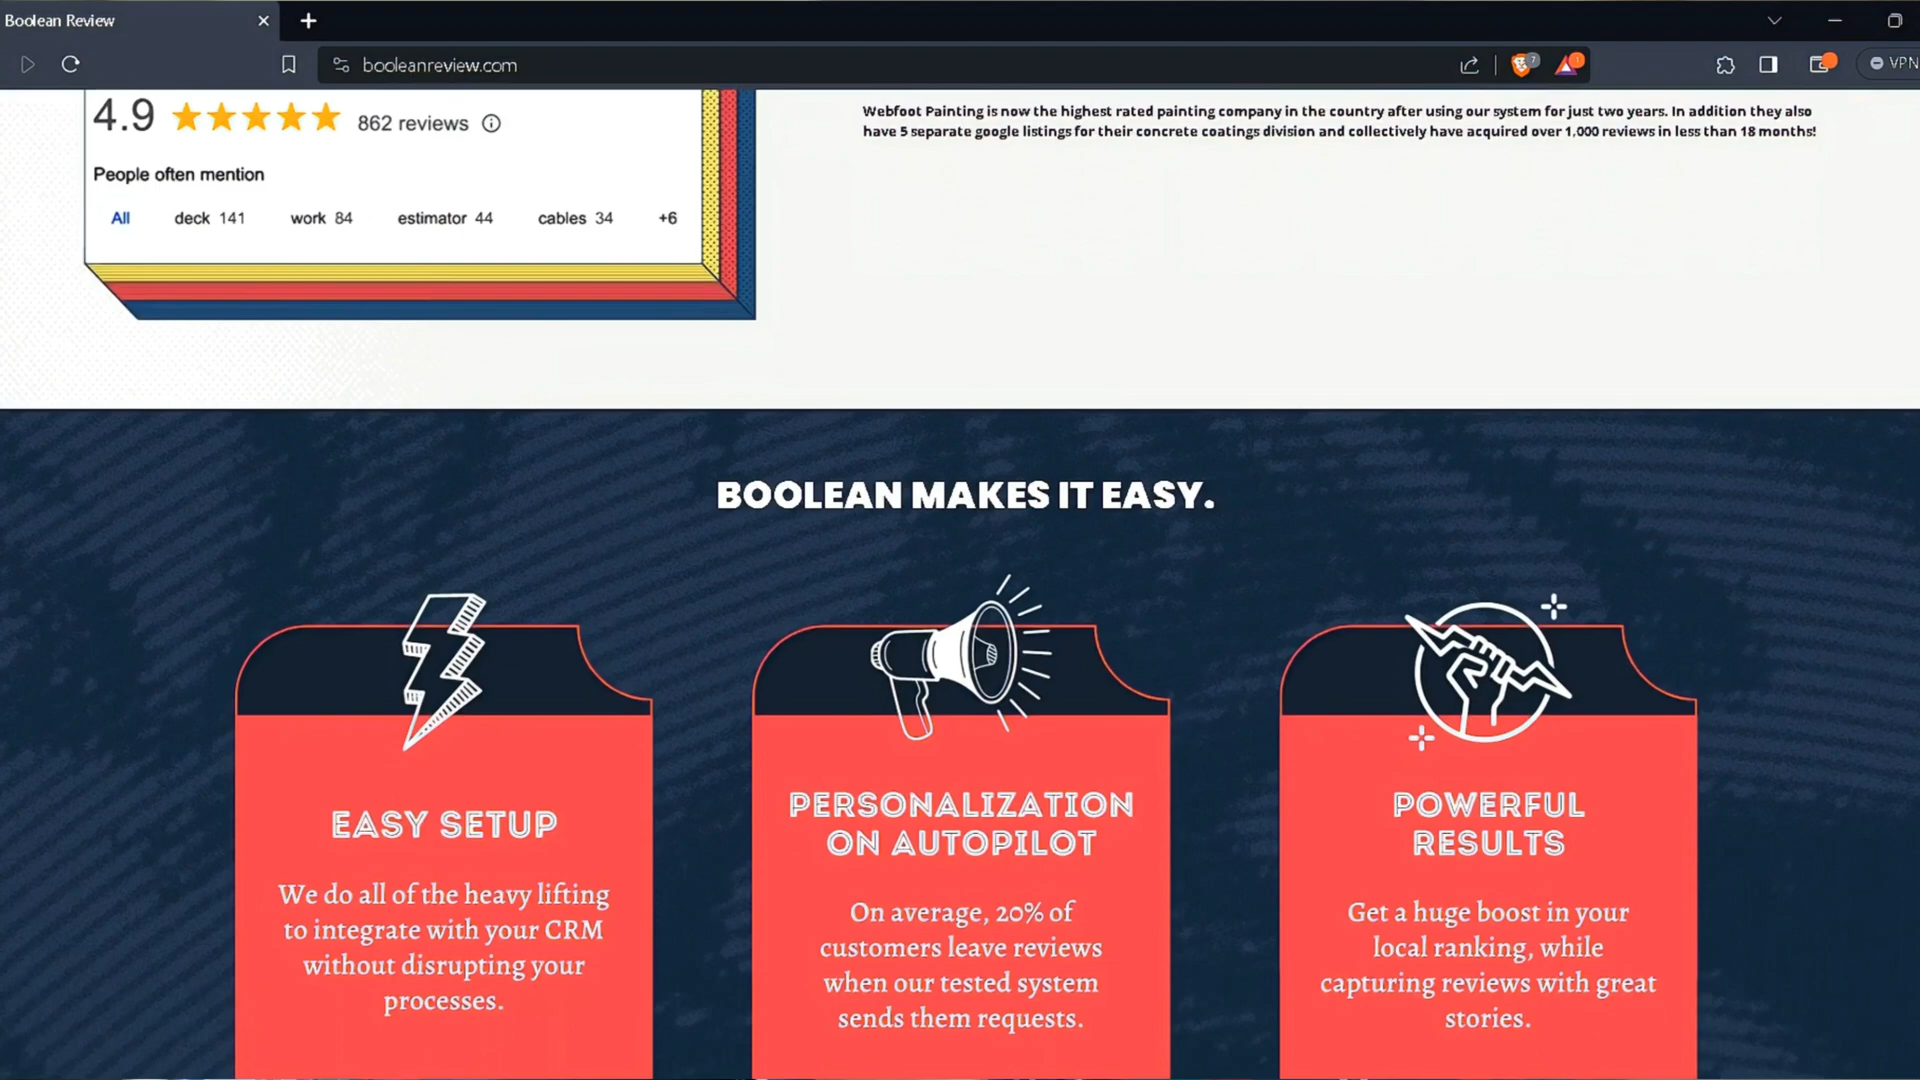 Boolean Review
booleanreview.com
7
1
VPN
4.9 862 reviews
People often mention
All deck 141 work 84 estimator 44 cables 34 +6
Webfoot Painting is now the highest rated painting company in the country after using our system for just two years. In addition they also
have 5 separate google listings for their concrete coatings division and collectively have acquired over 1,000 reviews in less than 18 months!
BOOLEAN MAKES IT EASY.
EASY SETUP
We do all of the heavy lifting
to integrate with your CRM
without disrupting your
processes.
PERSONALIZATION
ON AUTOPILOT
On average, 20% of
customers leave reviews
when our tested system
sends them requests.
POWERFUL
RESULTS
Get a huge boost in your
local ranking, while
capturing reviews with great
stories.